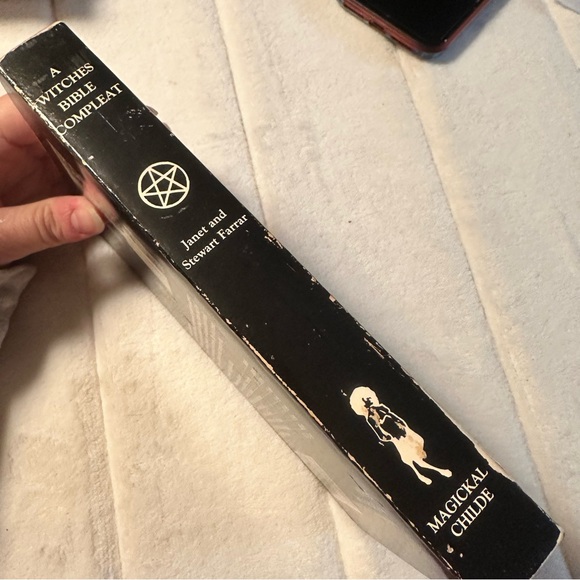 A
WITCHES
BIBLE
COMPLEAT
Janet and
Stewart Farrar
MAGICKAL
CHILDE